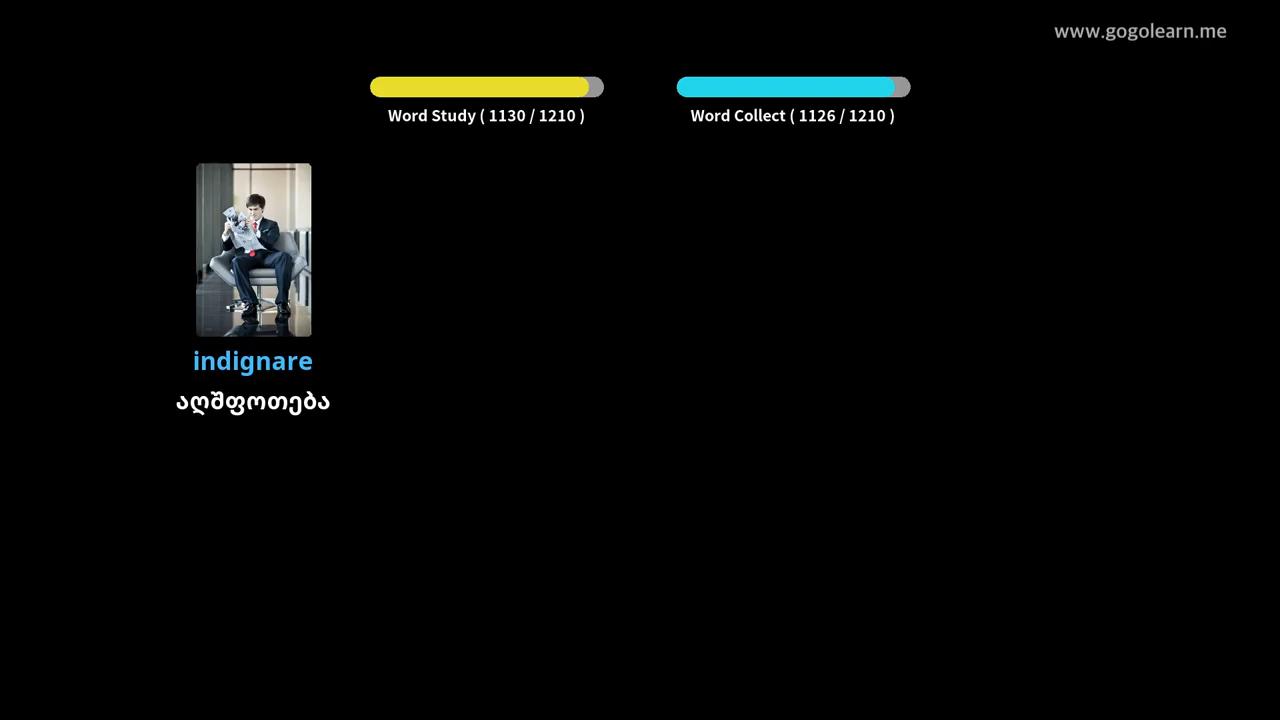 www.gogolearn.me
Word Study ( 1130 / 1210 )
Word Collect ( 1126 / 1210 )
indignare
აღშფოთება